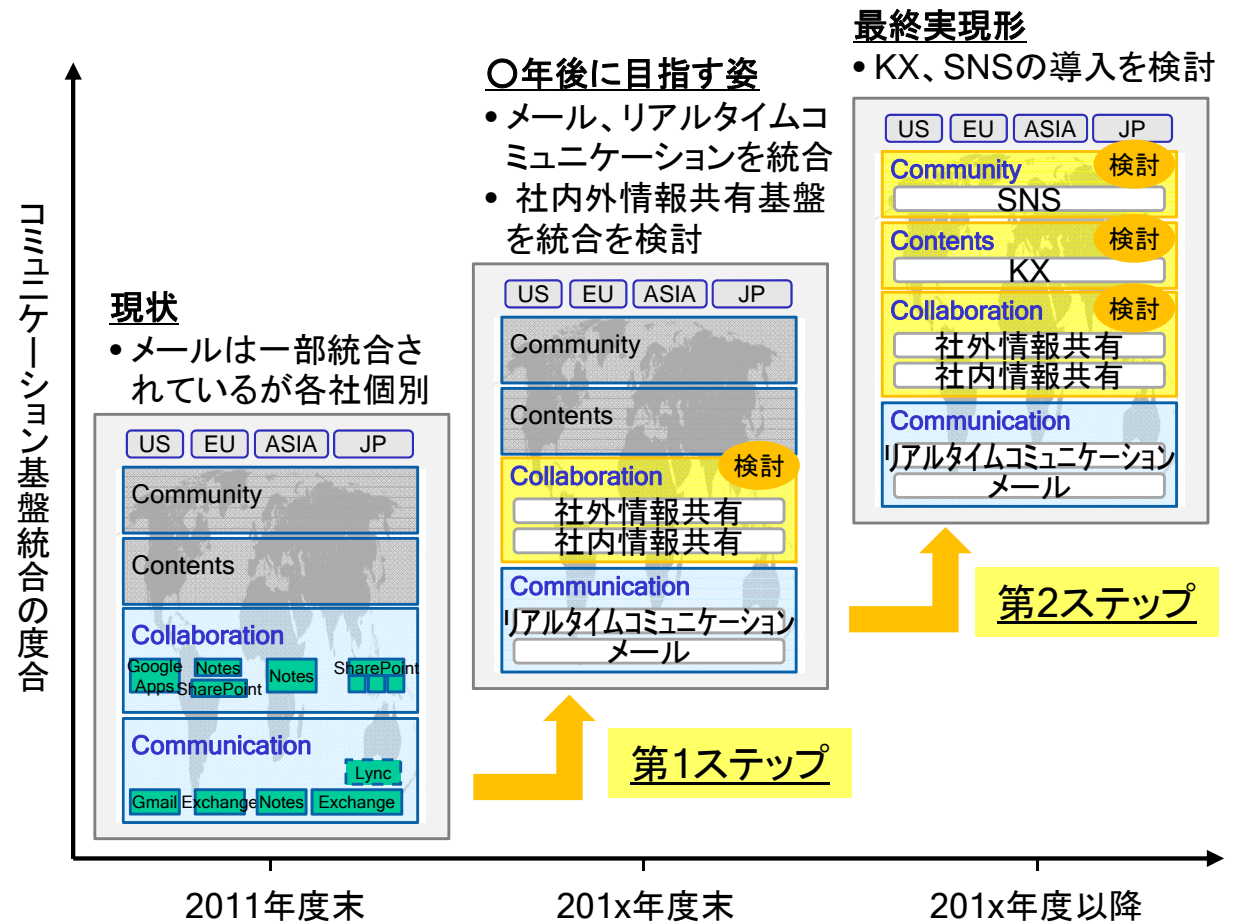 最終実現形
• KX、SNSの導入を検討
〇年後に目指す姿
• メール、リアルタイムコ
ミュニケーションを統合
• 社内外情報共有基盤
を統合を検討
現状
• メールは一部統合さ
れているが各社個別
コミュニケーション基盤統合の度合
US EU ASIA JP
Community
Contents
Collaboration
Google Apps
Notes
SharePoint
Notes
SharePoint
Communication
Lync
Gmail Exchange Notes Exchange
US EU ASIA JP
Community
Contents
Collaboration
検討
社外情報共有
社内情報共有
Communication
リアルタイムコミュニケーション
メール
US EU ASIA JP
Community
検討
SNS
Contents
検討
KX
Collaboration
検討
社外情報共有
社内情報共有
Communication
リアルタイムコミュニケーション
メール
第1ステップ
第2ステップ
2011年度末
201x年度末
201x年度以降